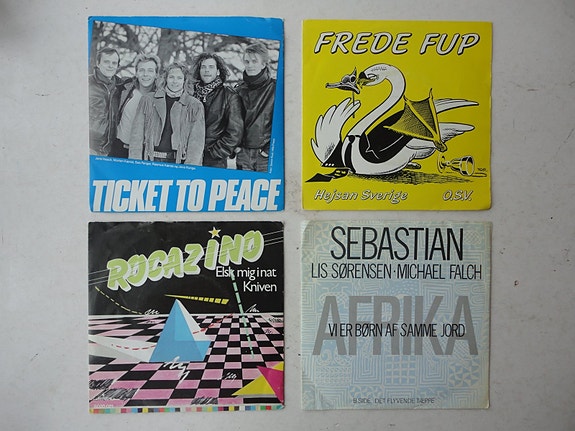 TICKET TO PEACE
FREDE FUP
Hejsan Sverige O.S.V.
ROCAZINO
Elsk mig i nat
Kniven
SEBASTIAN
LIS SØRENSEN · MICHAEL FALCH
AFRIKA
VI ER BØRN AF SAMME JORD
B.SIDE: DET FLYVENDE TÆPPE